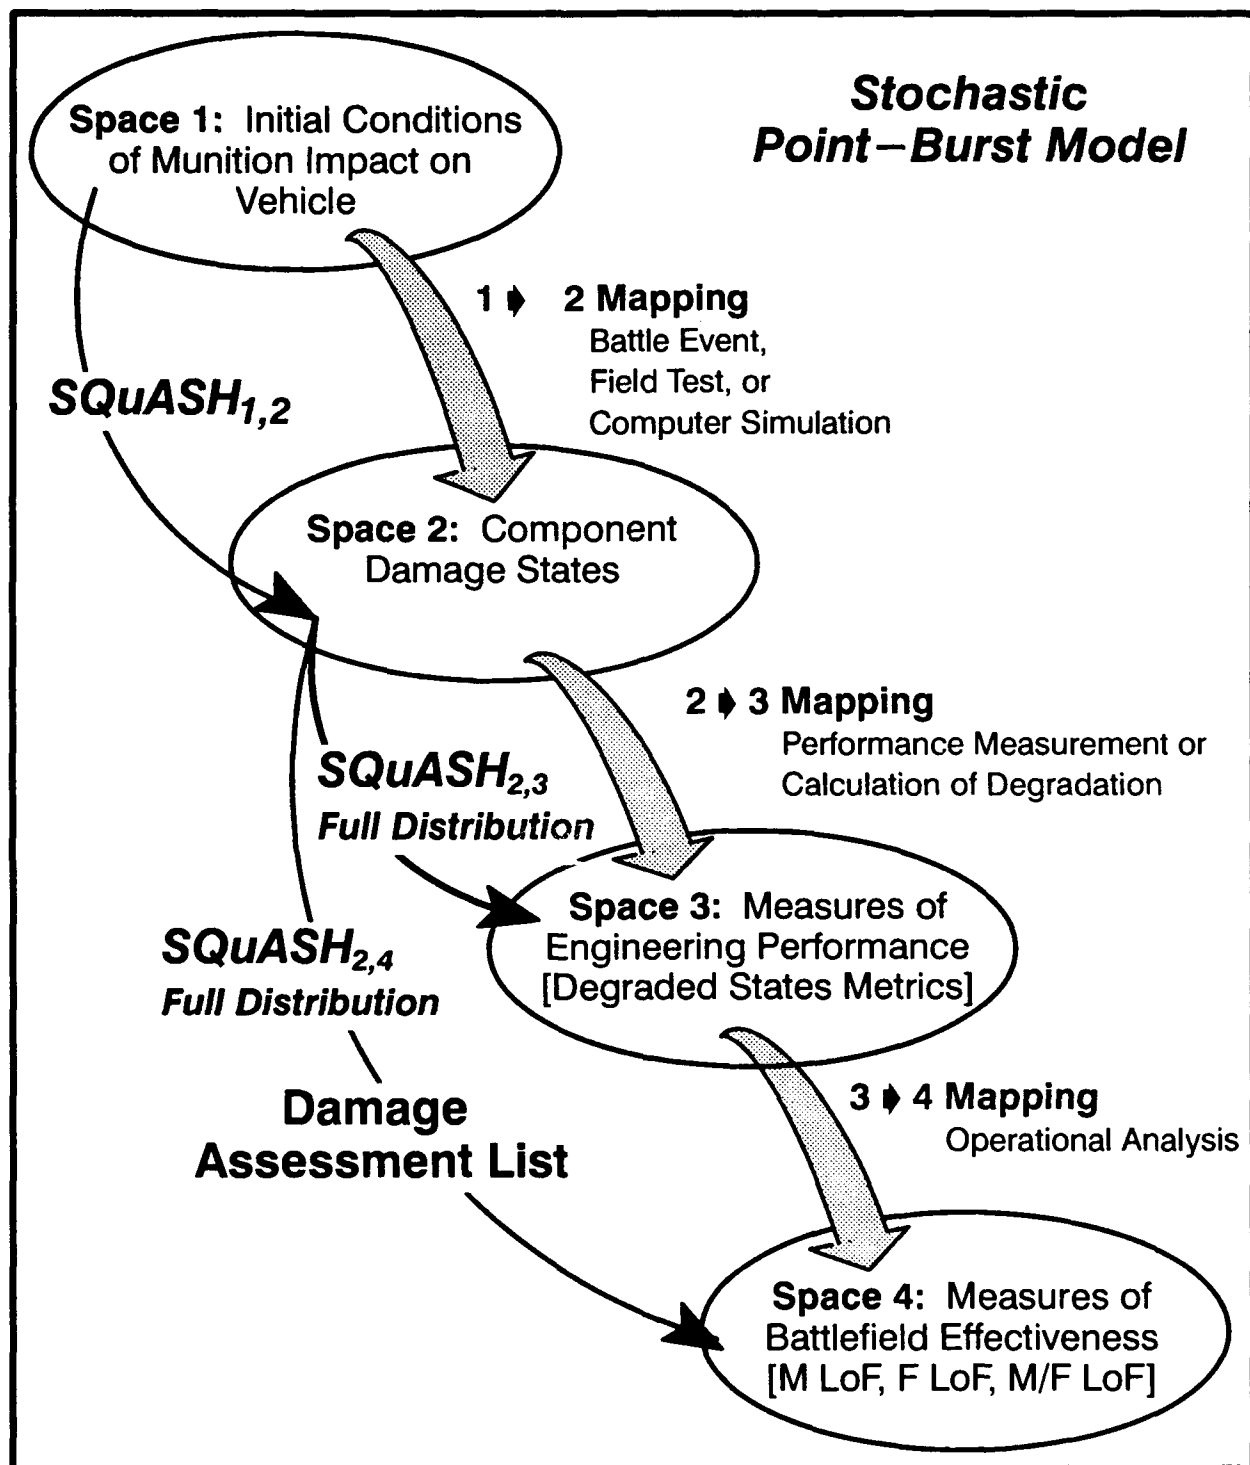 Stochastic
Point–Burst Model
Space 1: Initial Conditions
of Munition Impact on
Vehicle
1 ➧ 2 Mapping
Battle Event,
Field Test, or
Computer Simulation
SQuASH1,2
Space 2: Component
Damage States
2 ➧ 3 Mapping
Performance Measurement or
Calculation of Degradation
SQuASH2,3
Full Distribution
Space 3: Measures of
Engineering Performance
[Degraded States Metrics]
SQuASH2,4
Full Distribution
3 ➧ 4 Mapping
Operational Analysis
Damage
Assessment List
Space 4: Measures of
Battlefield Effectiveness
[M LoF, F LoF, M/F LoF]